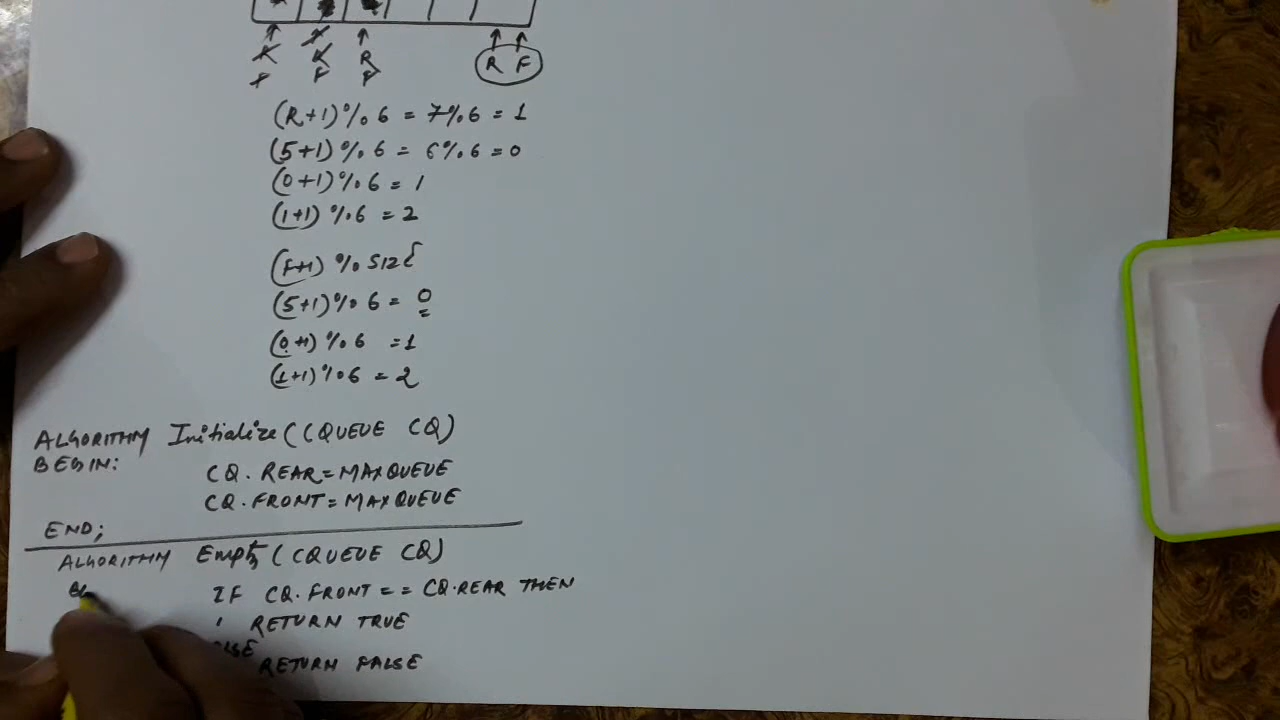 R F
R
F
(R+1)%6 = 7%6 = 1
(5+1)%6 = 6%6 = 0
(0+1)%6 = 1
(1+1)%6 = 2
(F+1)%SIZE
(5+1)%6 = 0
(0+1)%6 = 1
(1+1)%6 = 2
ALGORITHM Initialize(CQUEUE CQ)
BEGIN:
CQ.REAR=MAXQUEUE
CQ.FRONT=MAXQUEUE
END;
ALGORITHM Empty(CQUEUE CQ)
IF CQ.FRONT == CQ.REAR THEN
RETURN TRUE
ELSE
RETURN FALSE